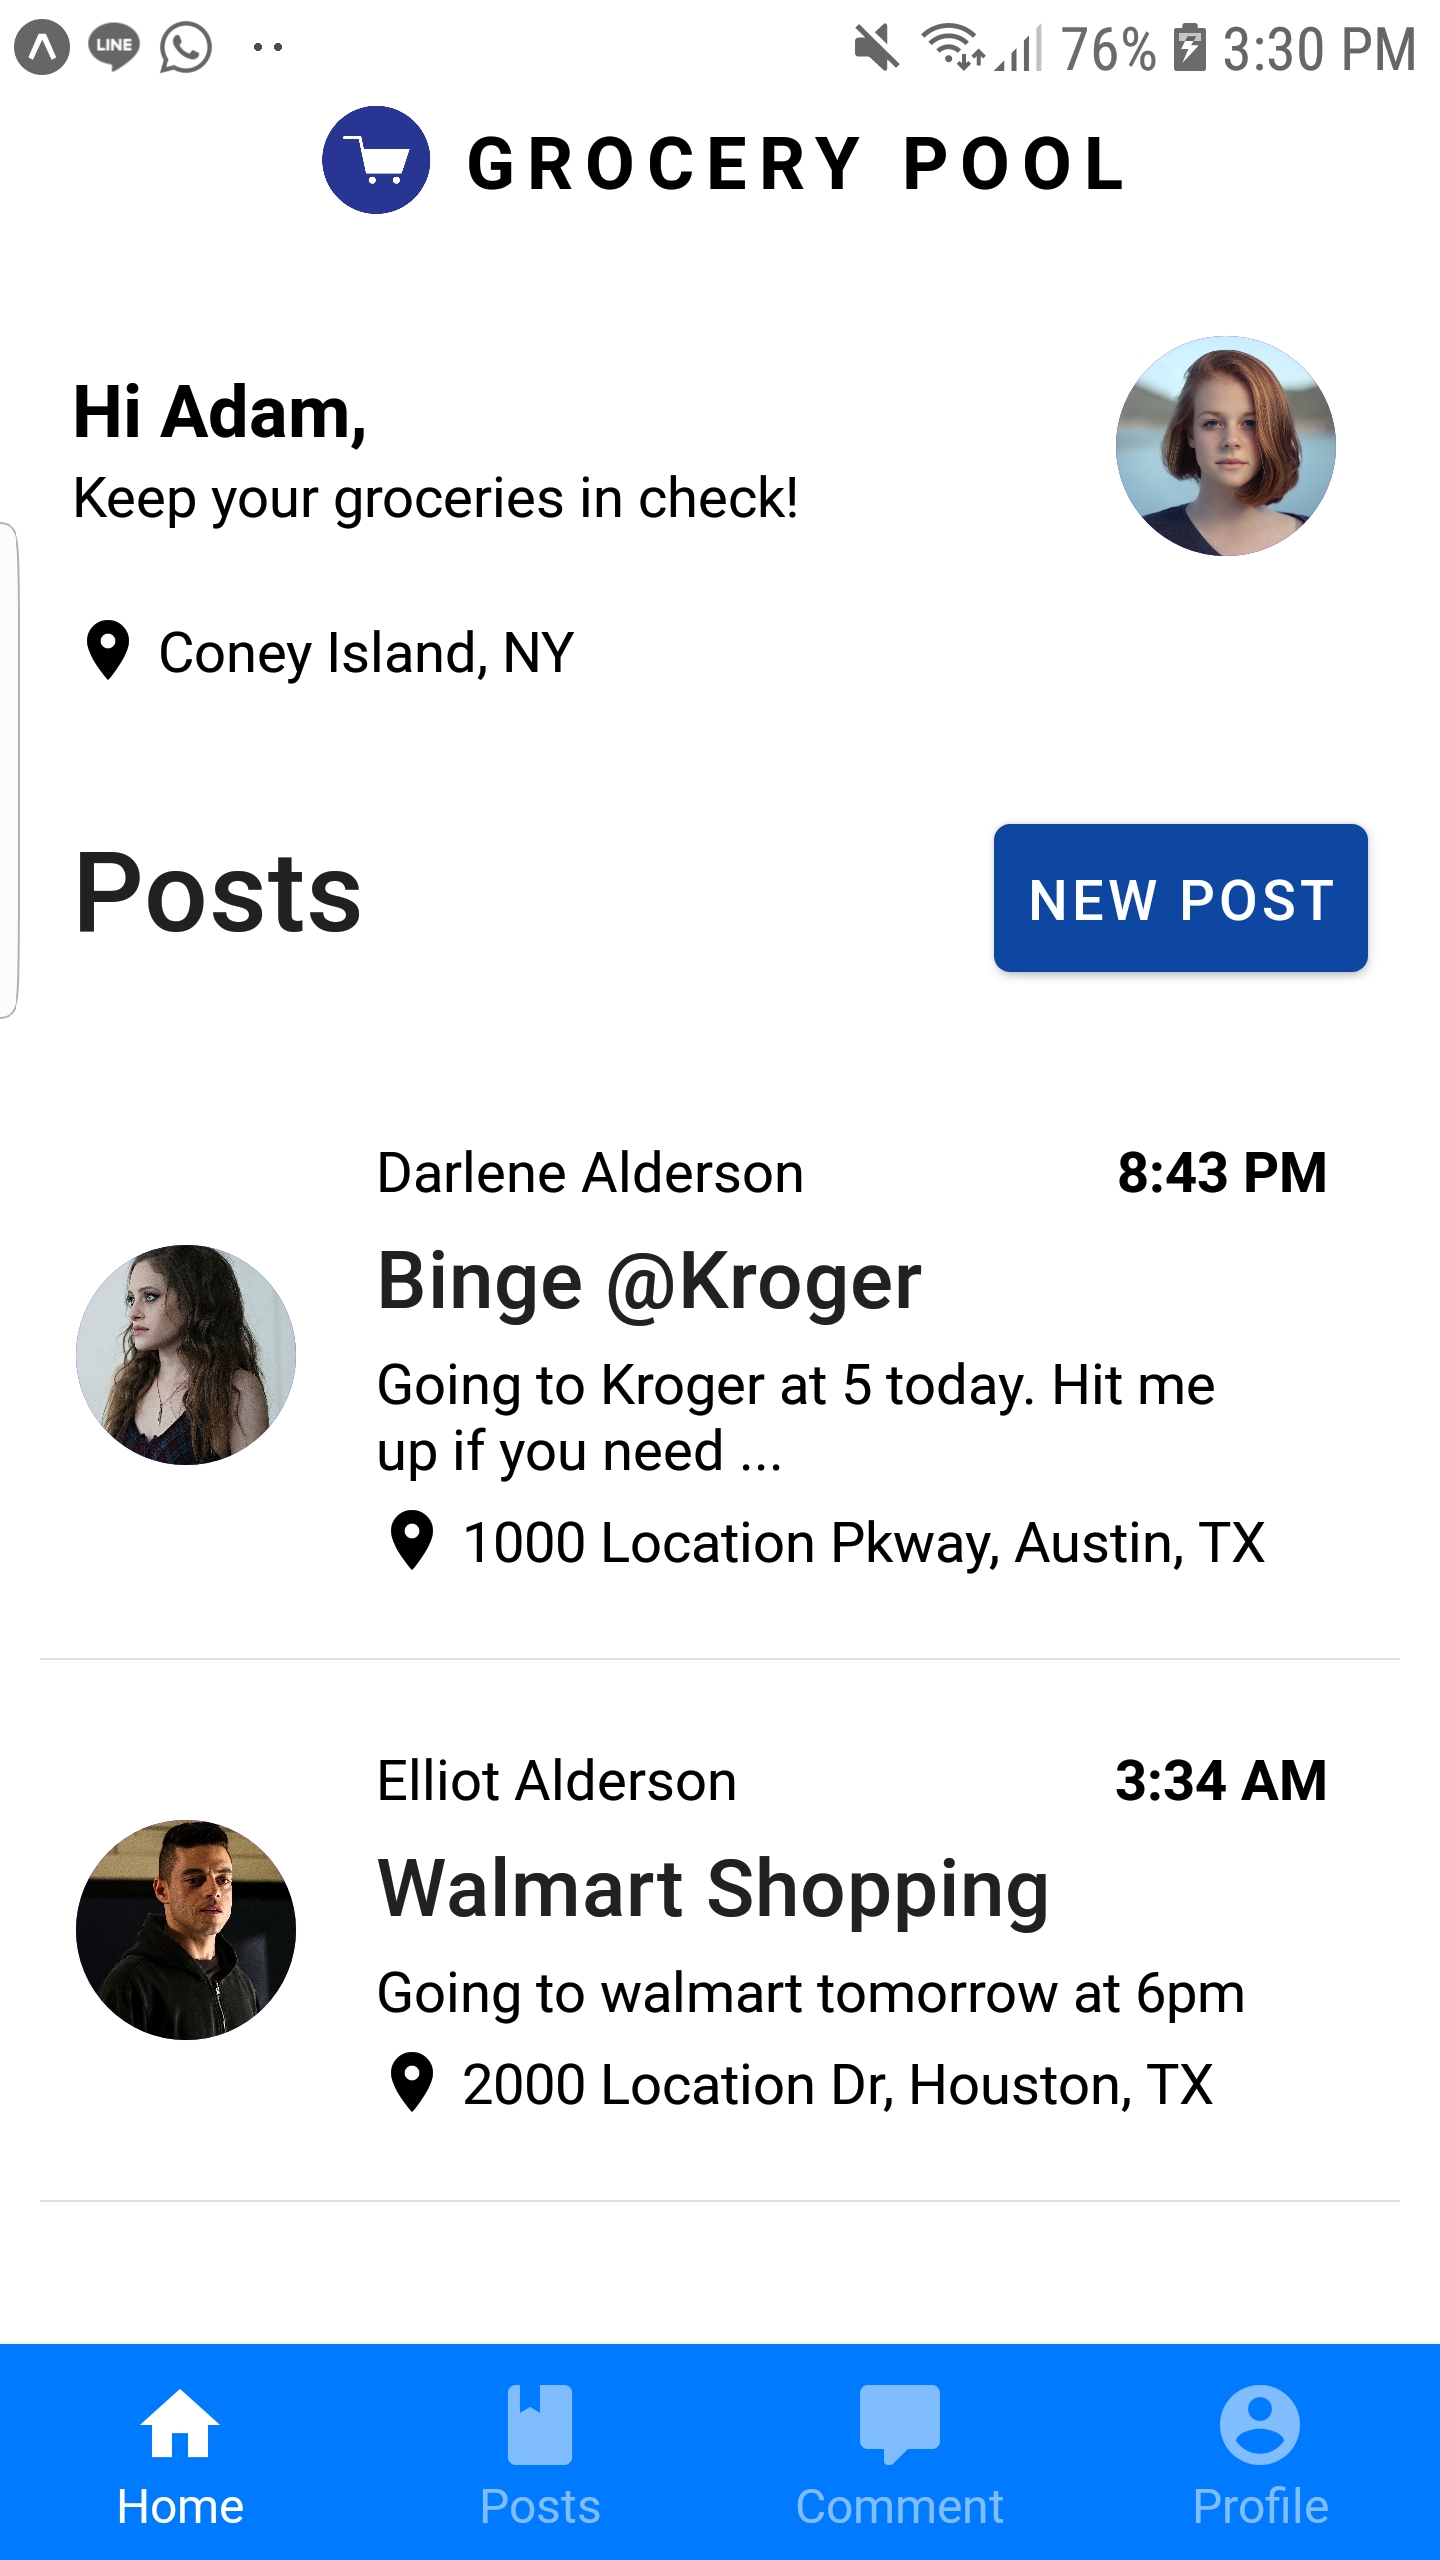 LINE
76% 3:30 PM
GROCERY POOL
Hi Adam,
Keep your groceries in check!
Coney Island, NY
Posts
NEW POST
Darlene Alderson 8:43 PM
Binge @Kroger
Going to Kroger at 5 today. Hit me
up if you need ...
1000 Location Pkway, Austin, TX
Elliot Alderson 3:34 AM
Walmart Shopping
Going to walmart tomorrow at 6pm
2000 Location Dr, Houston, TX
Home Posts Comment Profile